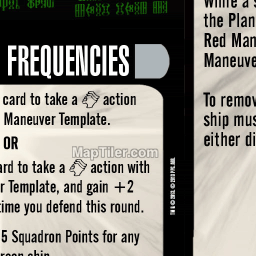 FREQUENCIES
card to take a action
Maneuver Template.
OR
to take a action with
Template, and gain +2
time you defend this round.
5 Squadron Points for any
ship
MapTiler.com
While a
the Plan
Red Man
Maneuve
To remov
ship mus
either di